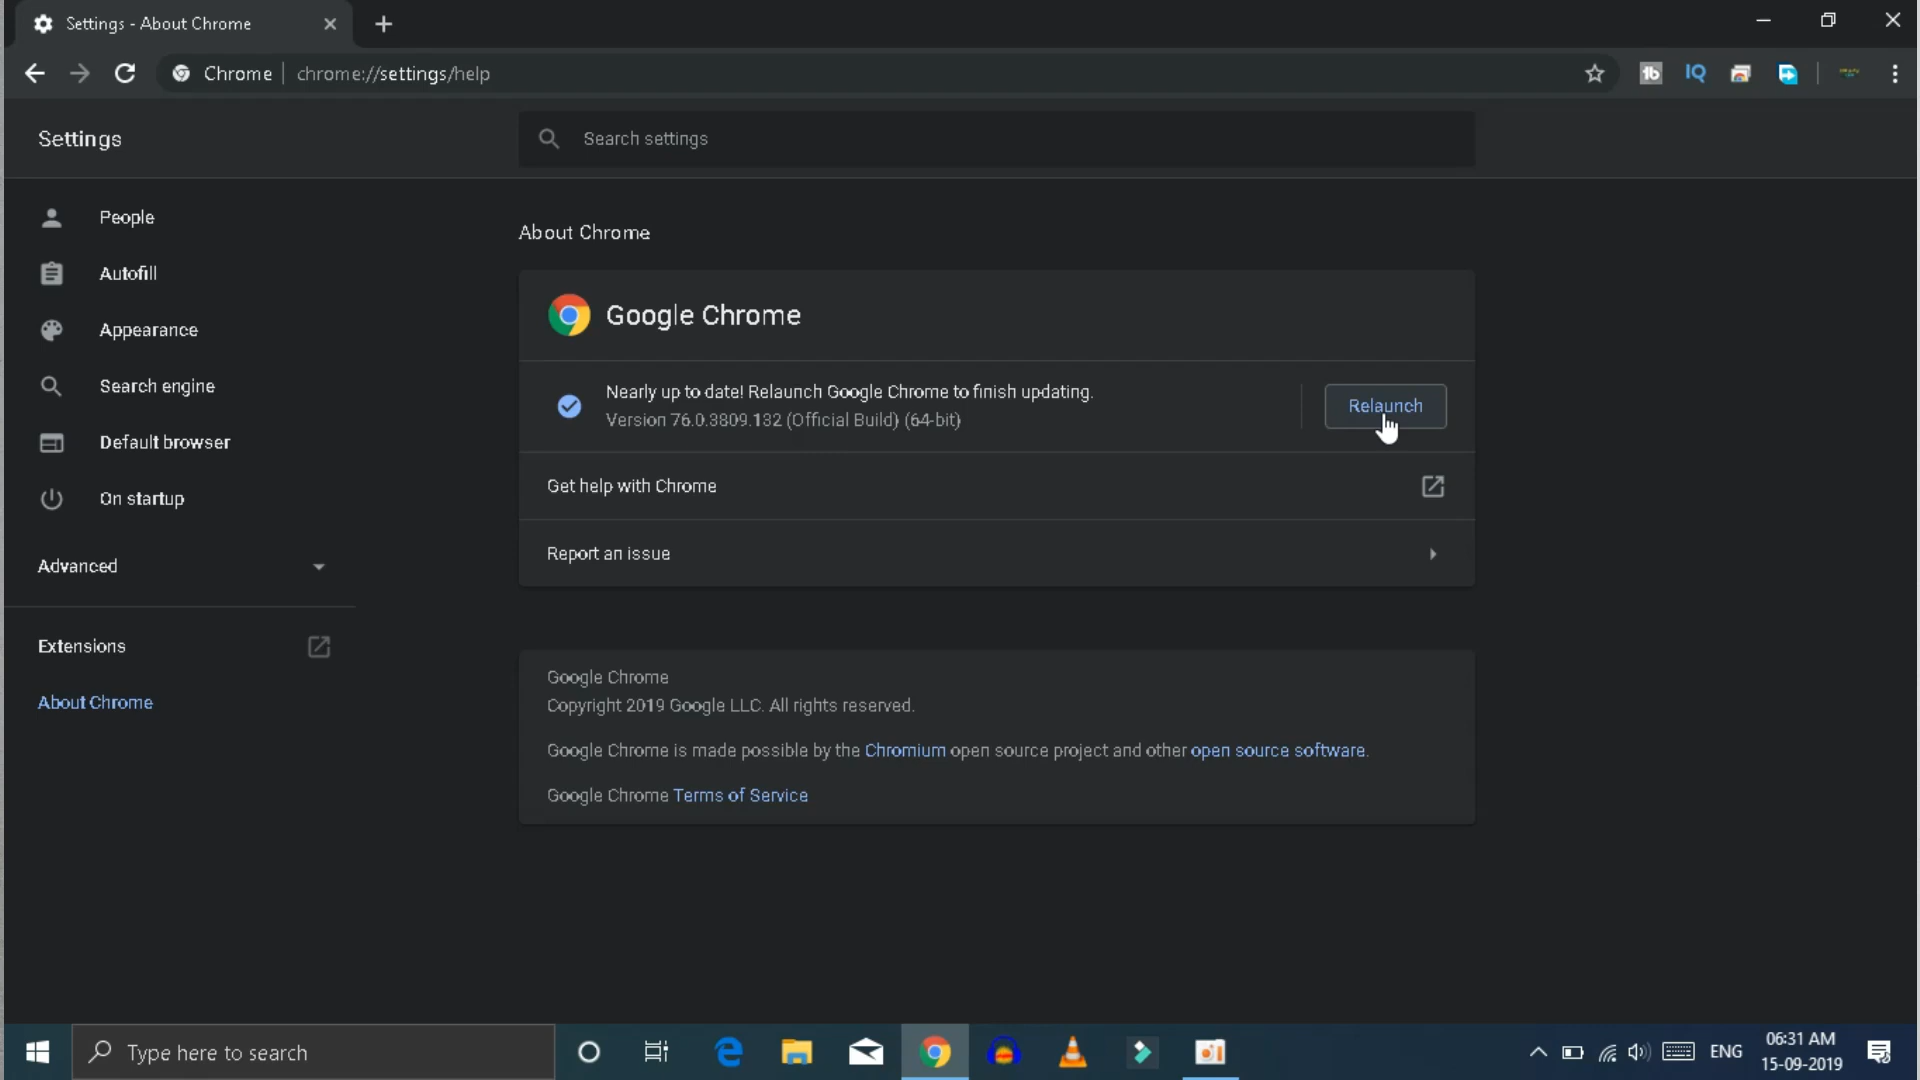 Settings - About Chrome
Chrome chrome://settings/help
tb IQ
Settings
Search settings
People
Autofill
Appearance
Search engine
Default browser
On startup
Advanced
Extensions
About Chrome
About Chrome
Google Chrome
Nearly up to date! Relaunch Google Chrome to finish updating.
Version 76.0.3809.132 (Official Build) (64-bit)
Relaunch
Get help with Chrome
Report an issue
Google Chrome
Copyright 2019 Google LLC. All rights reserved.
Google Chrome is made possible by the Chromium open source project and other open source software.
Google Chrome Terms of Service
Type here to search
ENG
06:31 AM
15-09-2019